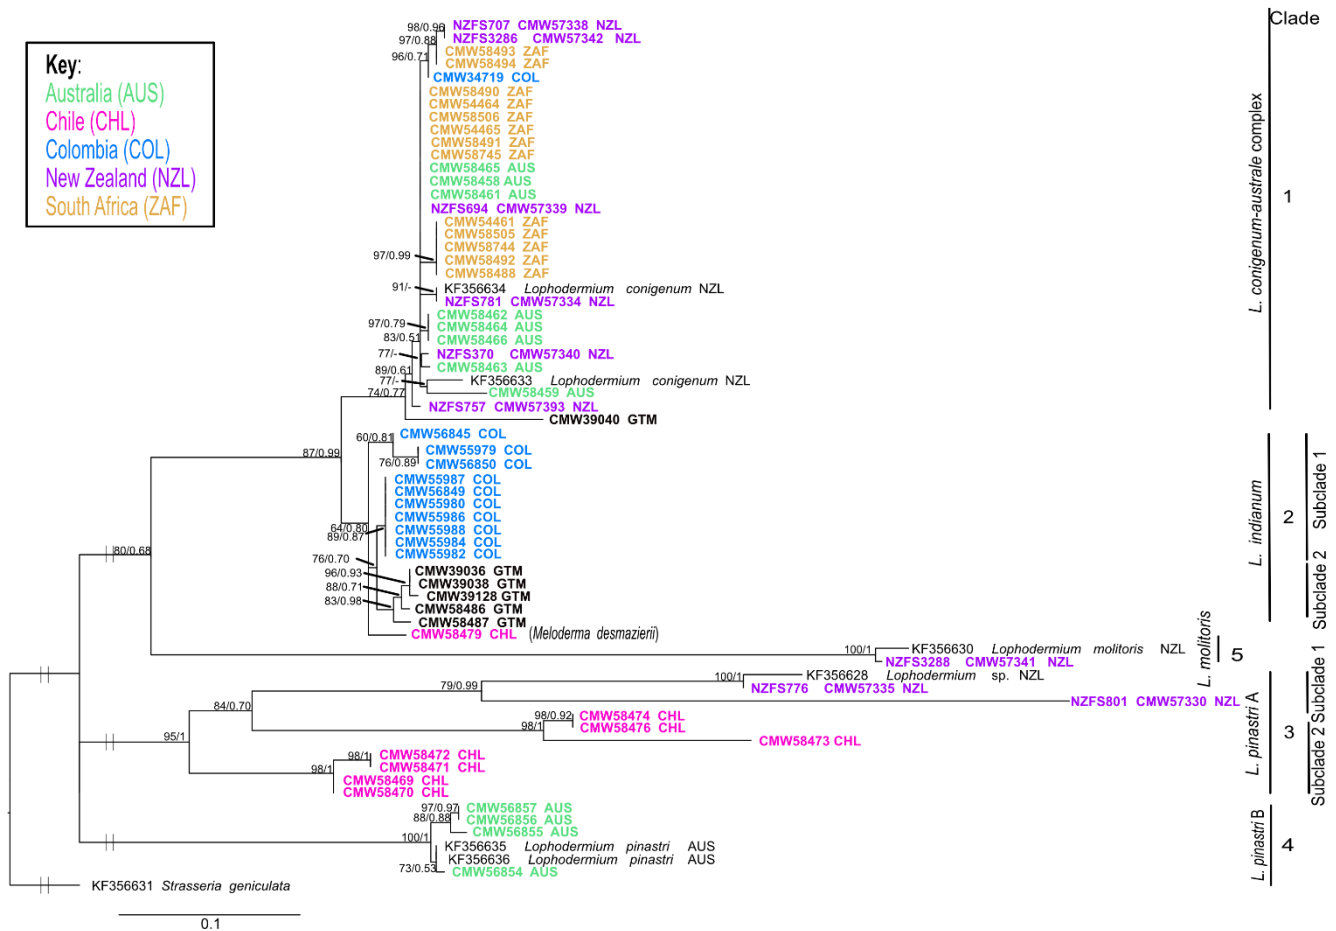 Clade
Key:
Australia (AUS)
Chile (CHL)
Colombia (COL)
New Zealand (NZL)
South Africa (ZAF)
98/0.96
NZFS707 CMW57338 NZL
97/0.88
NZFS3286 CMW57342 NZL
96/0.71
CMW58493 ZAF
CMW58494 ZAF
CMW34719 COL
CMW58490 ZAF
CMW54464 ZAF
CMW58506 ZAF
CMW54465 ZAF
CMW58491 ZAF
CMW58745 ZAF
CMW58465 AUS
CMW58458 AUS
CMW58461 AUS
NZFS694 CMW57339 NZL
CMW54461 ZAF
CMW58505 ZAF
CMW58744 ZAF
97/0.99
CMW58492 ZAF
CMW58488 ZAF
91/-
KF356634 Lophodermium conigenum NZL
NZFS781 CMW57334 NZL
CMW58462 AUS
97/0.79
CMW58464 AUS
83/0.51
CMW58466 AUS
77/-
NZFS370 CMW57340 NZL
89/0.61
CMW58463 AUS
77/-
KF356633 Lophodermium conigenum NZL
74/0.77
CMW58459 AUS
NZFS757 CMW57393 NZL
CMW39040 GTM
L. conigenum-australe complex
1
60/0.81
CMW56845 COL
87/0.99
CMW55979 COL
76/0.89
CMW56850 COL
CMW55987 COL
CMW56849 COL
CMW55980 COL
CMW55986 COL
64/0.80
CMW55988 COL
89/0.87
CMW55984 COL
CMW55982 COL
76/0.70
96/0.93
CMW39036 GTM
88/0.71
CMW39038 GTM
83/0.98
CMW39128 GTM
CMW58486 GTM
CMW58487 GTM
CMW58479 CHL (Meloderma desmazierii)
L. indianum
2
Subclade 1
Subclade 2
80/0.68
100/1
KF356630 Lophodermium molitoris NZL
NZFS3288 CMW57341 NZL
L. molitoris
5
100/1
KF356628 Lophodermium sp. NZL
79/0.99
NZFS776 CMW57335 NZL
NZFS801 CMW57330 NZL
84/0.70
98/0.92
CMW58474 CHL
98/1
CMW58476 CHL
CMW58473 CHL
95/1
98/1
CMW58472 CHL
CMW58471 CHL
98/1
CMW58469 CHL
CMW58470 CHL
L. pinastri A
3
Subclade 1
Subclade 2
97/0.97
CMW56857 AUS
88/0.88
CMW56856 AUS
CMW56855 AUS
100/1
KF356635 Lophodermium pinastri AUS
KF356636 Lophodermium pinastri AUS
73/0.53
CMW56854 AUS
L. pinastri B
4
KF356631 Strasseria geniculata
0.1